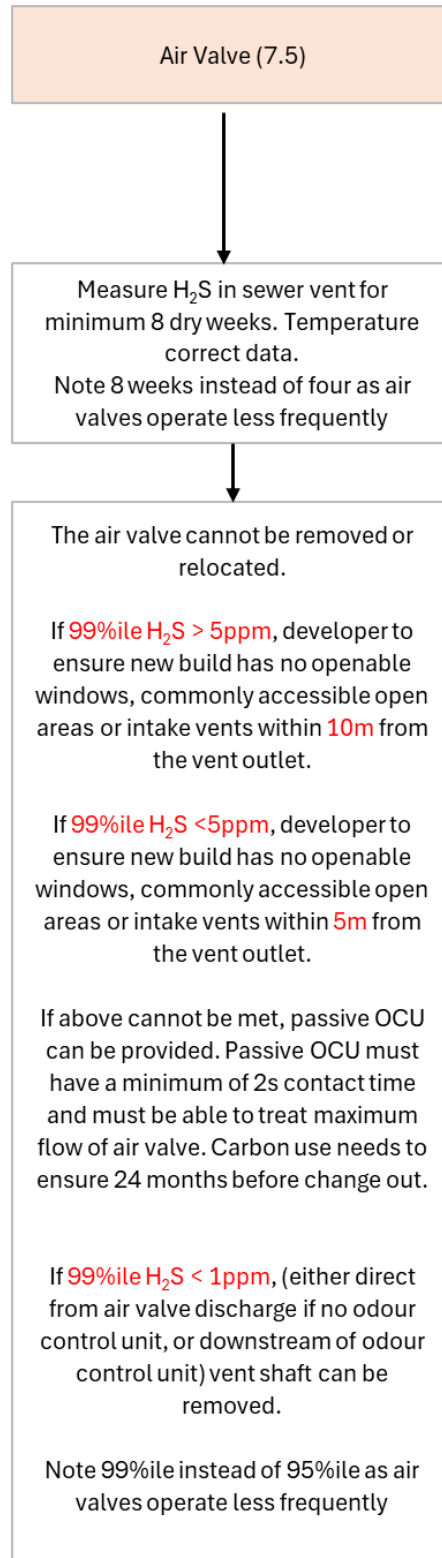 Air Valve (7.5)
Measure H₂S in sewer vent for
minimum 8 dry weeks. Temperature
correct data.
Note 8 weeks instead of four as air
valves operate less frequently
The air valve cannot be removed or
relocated.
If 99%ile H₂S > 5ppm, developer to
ensure new build has no openable
windows, commonly accessible open
areas or intake vents within 10m from
the vent outlet.
If 99%ile H₂S <5ppm, developer to
ensure new build has no openable
windows, commonly accessible open
areas or intake vents within 5m from
the vent outlet.
If above cannot be met, passive OCU
can be provided. Passive OCU must
have a minimum of 2s contact time
and must be able to treat maximum
flow of air valve. Carbon use needs to
ensure 24 months before change out.
If 99%ile H₂S < 1ppm, (either direct
from air valve discharge if no odour
control unit, or downstream of odour
control unit) vent shaft can be
removed.
Note 99%ile instead of 95%ile as air
valves operate less frequently